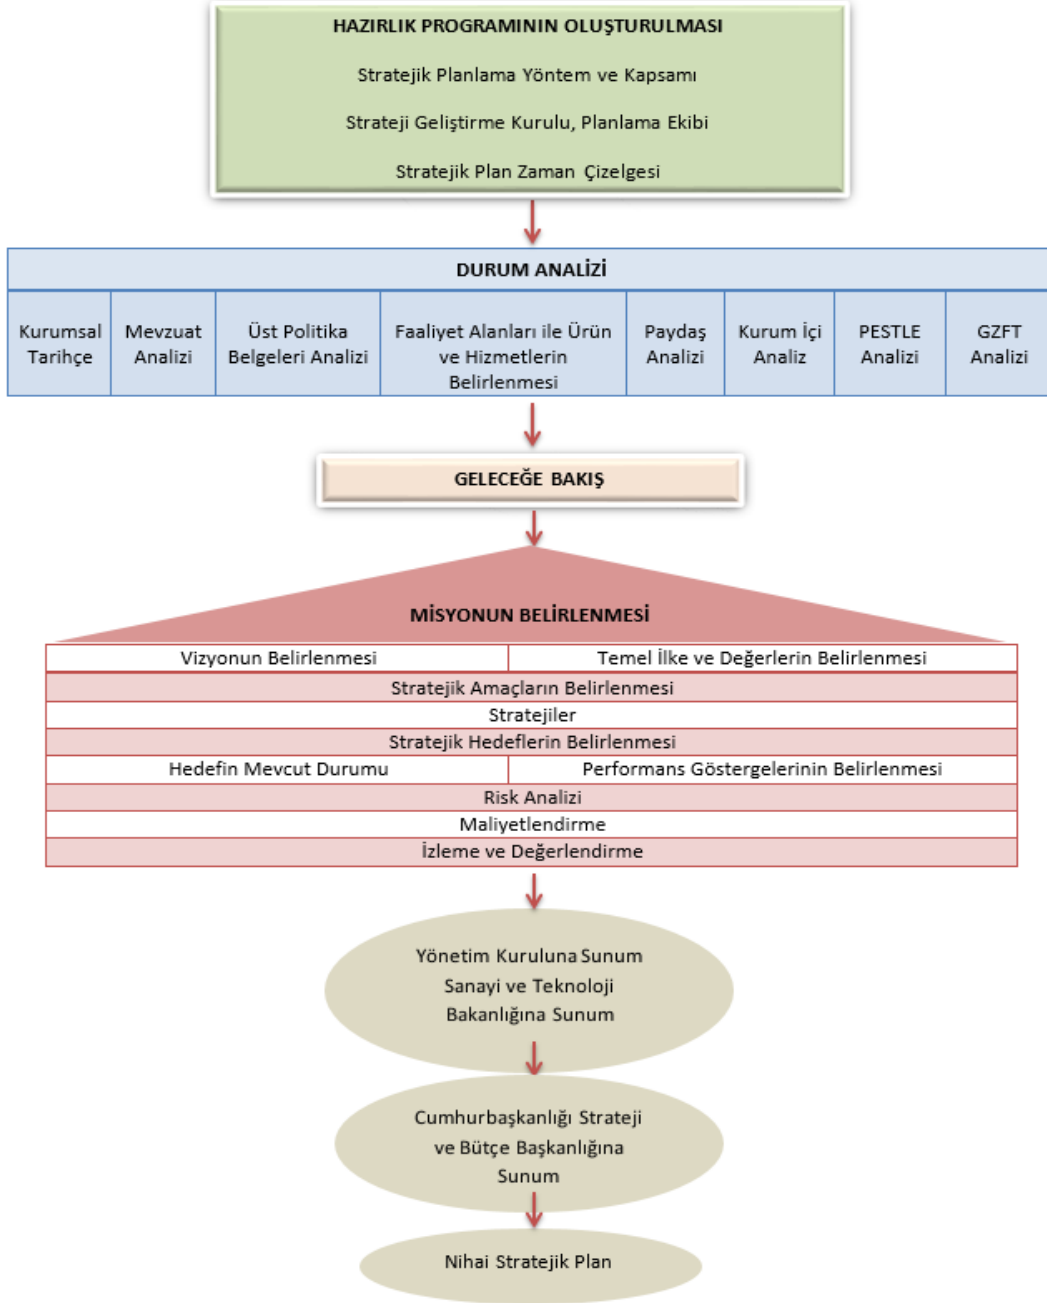 HAZIRLIK PROGRAMININ OLUŞTURULMASI
Stratejik Planlama Yöntem ve Kapsamı
Strateji Geliştirme Kurulu, Planlama Ekibi
Stratejik Plan Zaman Çizelgesi
DURUM ANALİZİ
Kurumsal
Tarihçe
Mevzuat
Analizi
Üst Politika
Belgeleri Analizi
Faaliyet Alanları ile Ürün
ve Hizmetlerin
Belirlenmesi
Paydaş
Analizi
Kurum İçi
Analiz
PESTLE
Analizi
GZFT
Analizi
GELECEĞE BAKIŞ
MİSYONUN BELİRLENMESİ
Vizyonun Belirlenmesi
Temel İlke ve Değerlerin Belirlenmesi
Stratejik Amaçların Belirlenmesi
Stratejiler
Stratejik Hedeflerin Belirlenmesi
Hedefin Mevcut Durumu
Performans Göstergelerinin Belirlenmesi
Risk Analizi
Maliyetlendirme
İzleme ve Değerlendirme
Yönetim Kuruluna Sunum
Sanayi ve Teknoloji
Bakanlığına Sunum
Cumhurbaşkanlığı Strateji
ve Bütçe Başkanlığına
Sunum
Nihai Stratejik Plan